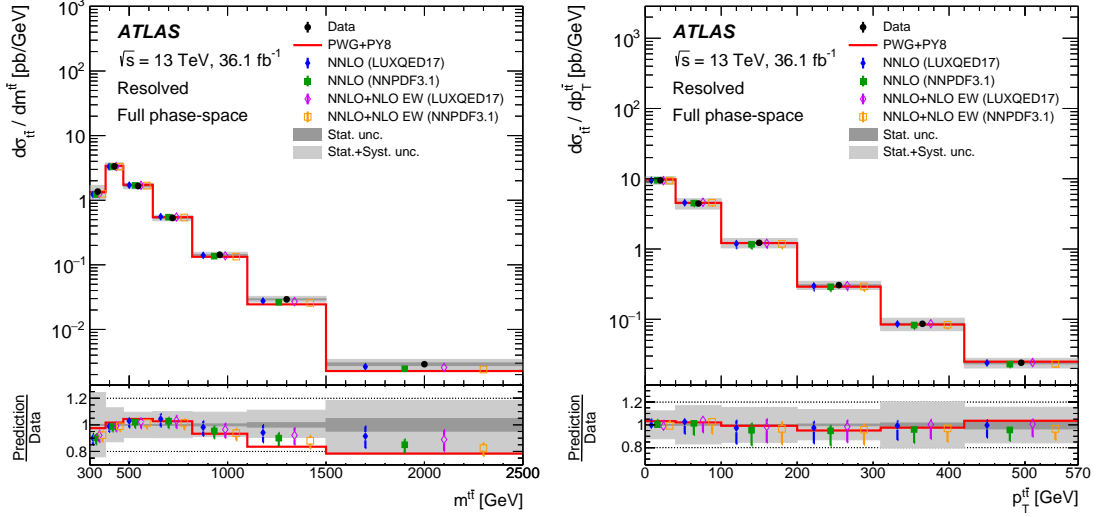 ATLAS
√s = 13 TeV, 36.1 fb⁻¹
Resolved
Full phase-space
Data
PWG+PY8
NNLO (LUXQED17)
NNLO (NNPDF3.1)
NNLO+NLO EW (LUXQED17)
NNLO+NLO EW (NNPDF3.1)
Stat. unc.
Stat.+Syst. unc.
dσ_tt̄ / dm^tt̄ [pb/GeV]
10³
10²
10
1
10⁻¹
10⁻²
Prediction
Data
1.2
1
0.8
300 500 1000 1500 2000 2500
m^tt̄ [GeV]
ATLAS
√s = 13 TeV, 36.1 fb⁻¹
Resolved
Full phase-space
Data
PWG+PY8
NNLO (LUXQED17)
NNLO (NNPDF3.1)
NNLO+NLO EW (LUXQED17)
NNLO+NLO EW (NNPDF3.1)
Stat. unc.
Stat.+Syst. unc.
dσ_tt̄ / dp_T^tt̄ [pb/GeV]
10³
10²
10
1
10⁻¹
Prediction
Data
1.2
1
0.8
0 100 200 300 400 570
p_T^tt̄ [GeV]